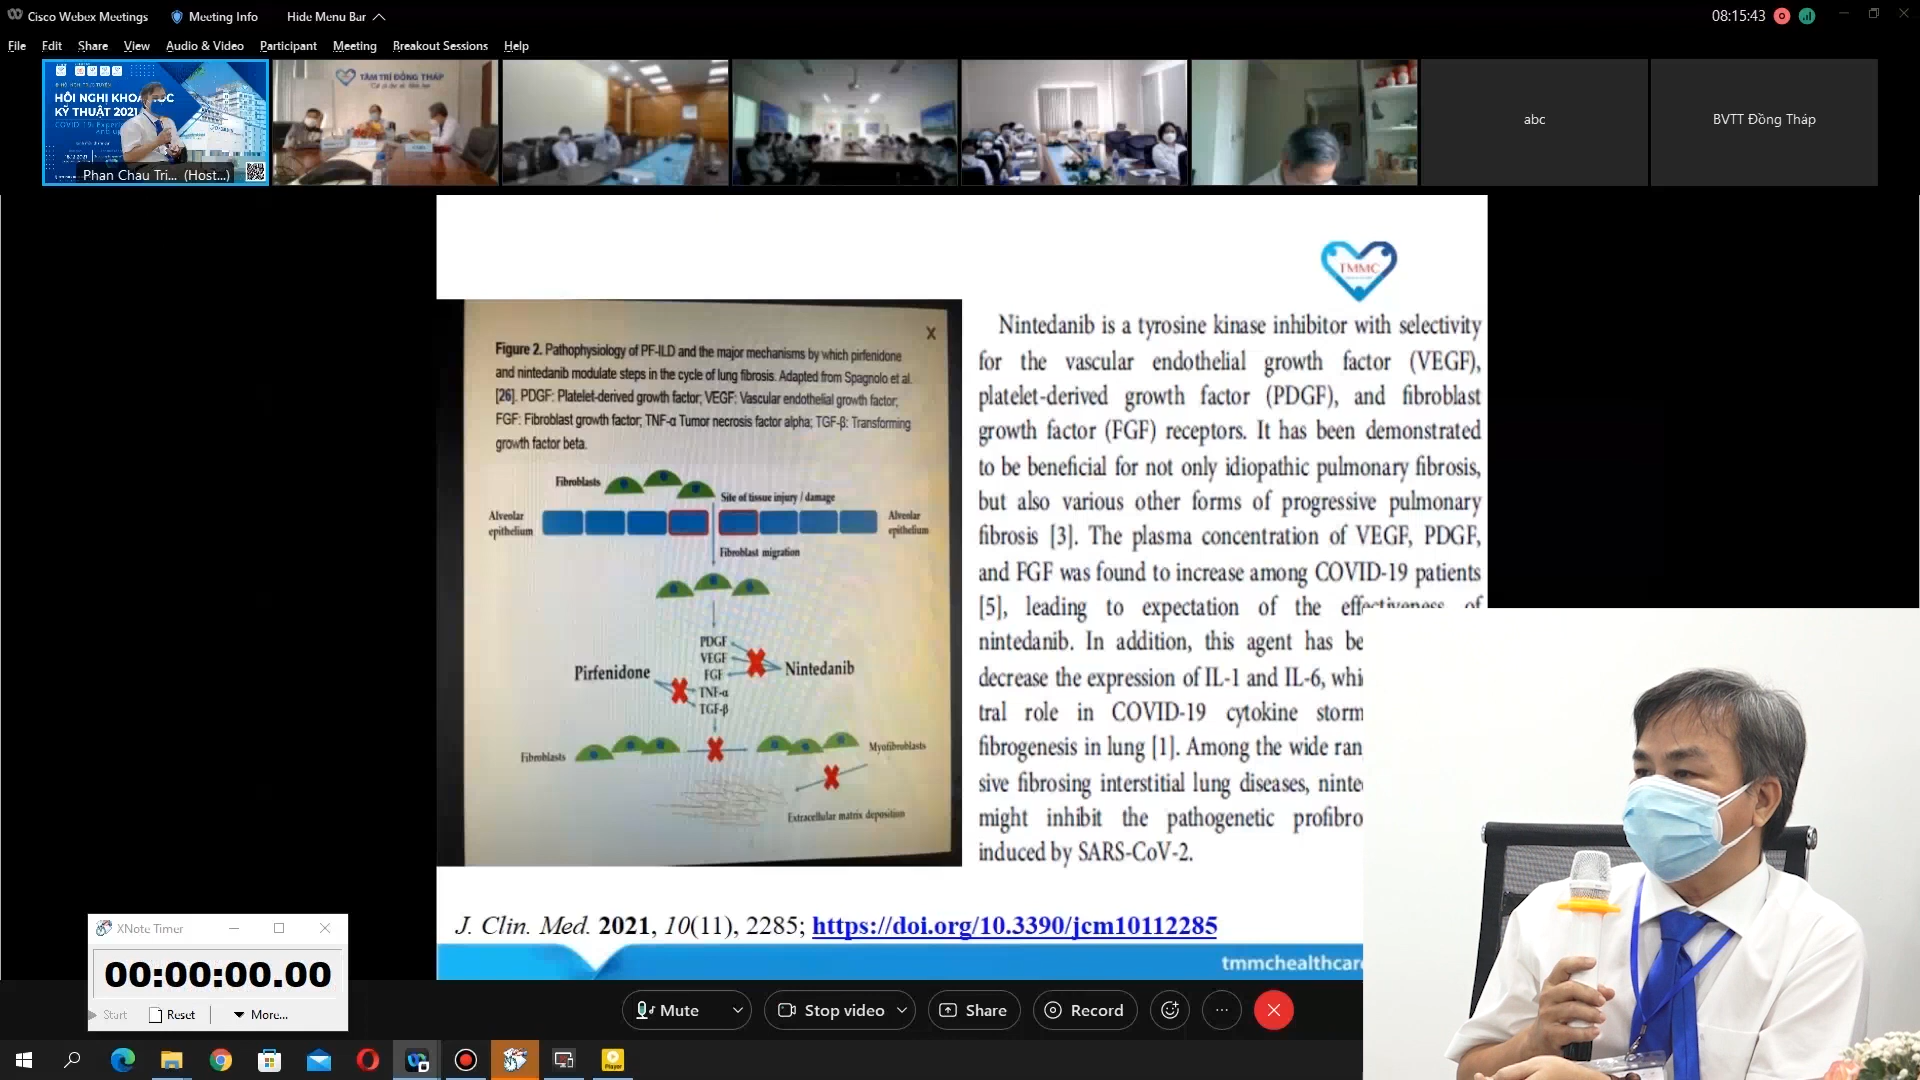 Cisco Webex Meetings
Meeting Info
Hide Menu Bar
08:15:43
File Edit Share View Audio & Video Participant Meeting Breakout Sessions Help
HỘI NGHỊ KHOA HỌC
KỸ THUẬT 2021
Phan Chau Tri... (Host...)
TÂM TRÍ ĐỒNG THÁP
abc
BVTT Đồng Tháp
TMMC
X
Figure 2. Pathophysiology of PF-ILD and the major mechanisms by which pirfenidone
and nintedanib modulate steps in the cycle of lung fibrosis. Adapted from Spagnolo et al.
[26]. PDGF: Platelet-derived growth factor; VEGF: Vascular endothelial growth factor;
FGF: Fibroblast growth factor; TNF-α Tumor necrosis factor alpha; TGF-β: Transforming
growth factor beta.
Fibroblasts
Site of tissue injury / damage
Alveolar
epithelium
Alveolar
epithelium
Fibroblast migration
PDGF
VEGF
FGF
TNF-α
TGF-β
Pirfenidone
Nintedanib
Fibroblasts
Myofibroblasts
Extracellular matrix deposition
Nintedanib is a tyrosine kinase inhibitor with selectivity
for the vascular endothelial growth factor (VEGF),
platelet-derived growth factor (PDGF), and fibroblast
growth factor (FGF) receptors. It has been demonstrated
to be beneficial for not only idiopathic pulmonary fibrosis,
but also various other forms of progressive pulmonary
fibrosis [3]. The plasma concentration of VEGF, PDGF,
and FGF was found to increase among COVID-19 patients
[5], leading to expectation of the effectiveness of
nintedanib. In addition, this agent has be
decrease the expression of IL-1 and IL-6, whi
tral role in COVID-19 cytokine storm
fibrogenesis in lung [1]. Among the wide ran
sive fibrosing interstitial lung diseases, ninte
might inhibit the pathogenetic profibro
induced by SARS-CoV-2.
J. Clin. Med. 2021, 10(11), 2285; https://doi.org/10.3390/jcm10112285
tmmchealthcare
XNote Timer
00:00:00.00
Start Reset More...
Mute
Stop video
Share
Record
Player